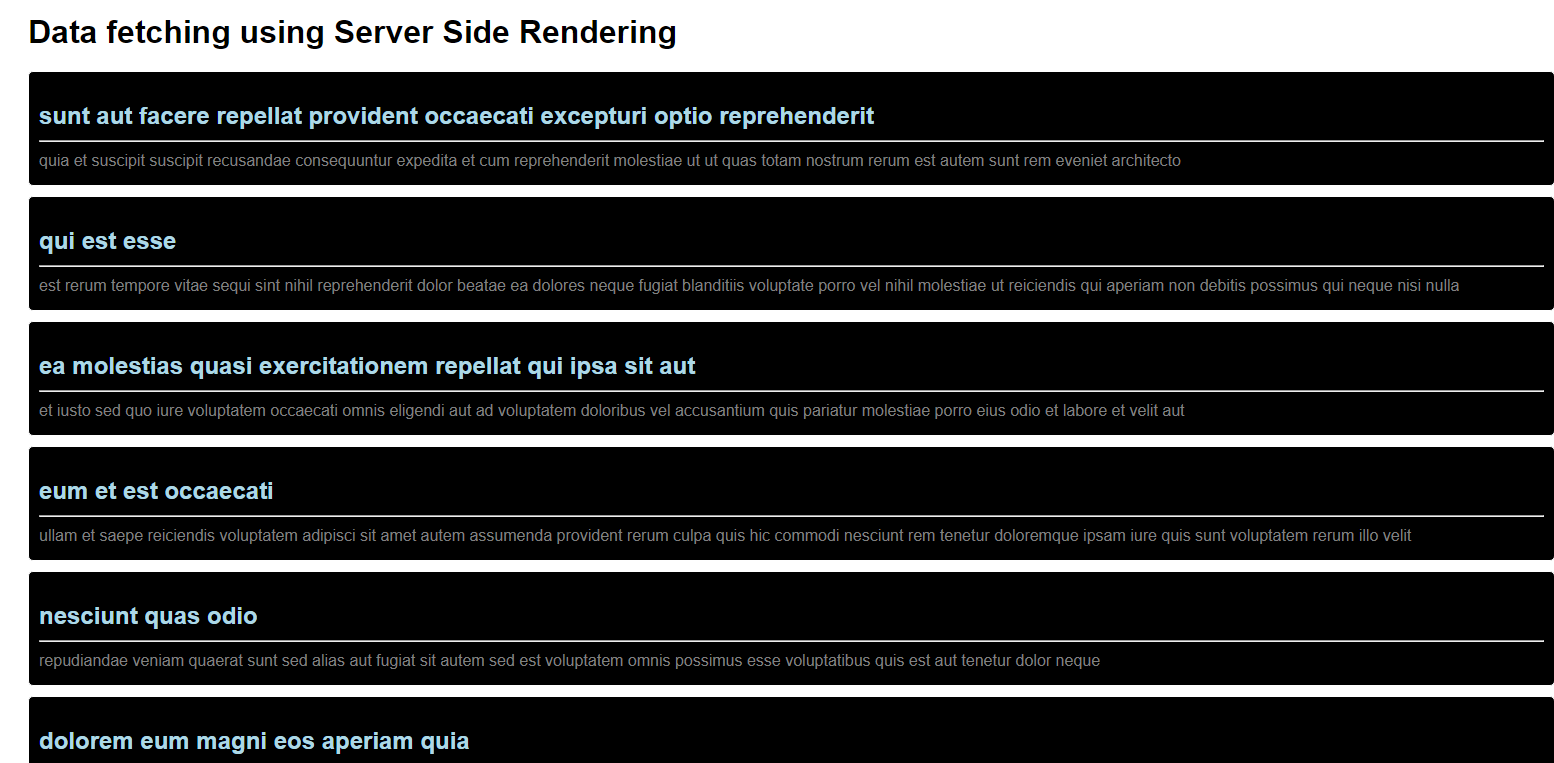 Data fetching using Server Side Rendering
sunt aut facere repellat provident occaecati excepturi optio reprehenderit
quia et suscipit suscipit recusandae consequuntur expedita et cum reprehenderit molestiae ut ut quas totam nostrum rerum est autem sunt rem eveniet architecto
qui est esse
est rerum tempore vitae sequi sint nihil reprehenderit dolor beatae ea dolores neque fugiat blanditiis voluptate porro vel nihil molestiae ut reiciendis qui aperiam non debitis possimus qui neque nisi nulla
ea molestias quasi exercitationem repellat qui ipsa sit aut
et iusto sed quo iure voluptatem occaecati omnis eligendi aut ad voluptatem doloribus vel accusantium quis pariatur molestiae porro eius odio et labore et velit aut
eum et est occaecati
ullam et saepe reiciendis voluptatem adipisci sit amet autem assumenda provident rerum culpa quis hic commodi nesciunt rem tenetur doloremque ipsam iure quis sunt voluptatem rerum illo velit
nesciunt quas odio
repudiandae veniam quaerat sunt sed alias aut fugiat sit autem sed est voluptatem omnis possimus esse voluptatibus quis est aut tenetur dolor neque
dolorem eum magni eos aperiam quia